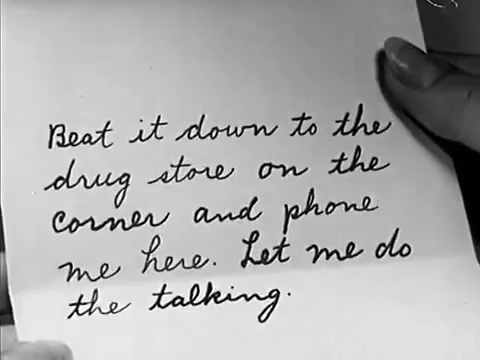 Beat it down to the
drug store on the
corner and phone
me here. Let me do
the talking.